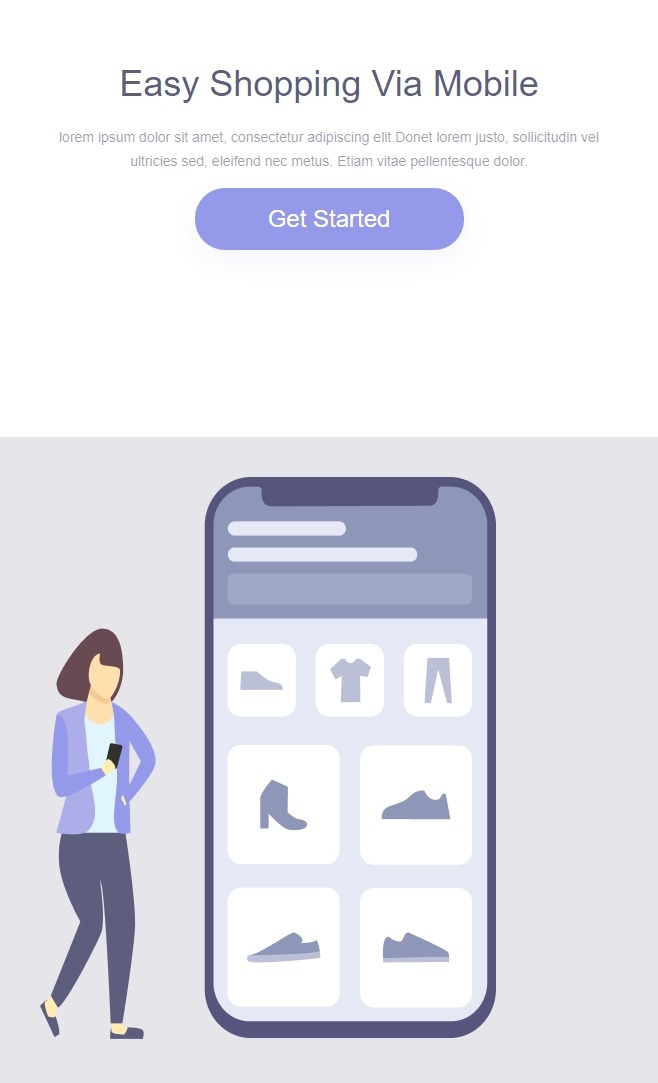 Easy Shopping Via Mobile
lorem ipsum dolor sit amet, consectetur adipiscing elit.Donet lorem justo, sollicitudin vel
ultricies sed, eleifend nec metus. Etiam vitae pellentesque dolor.
Get Started